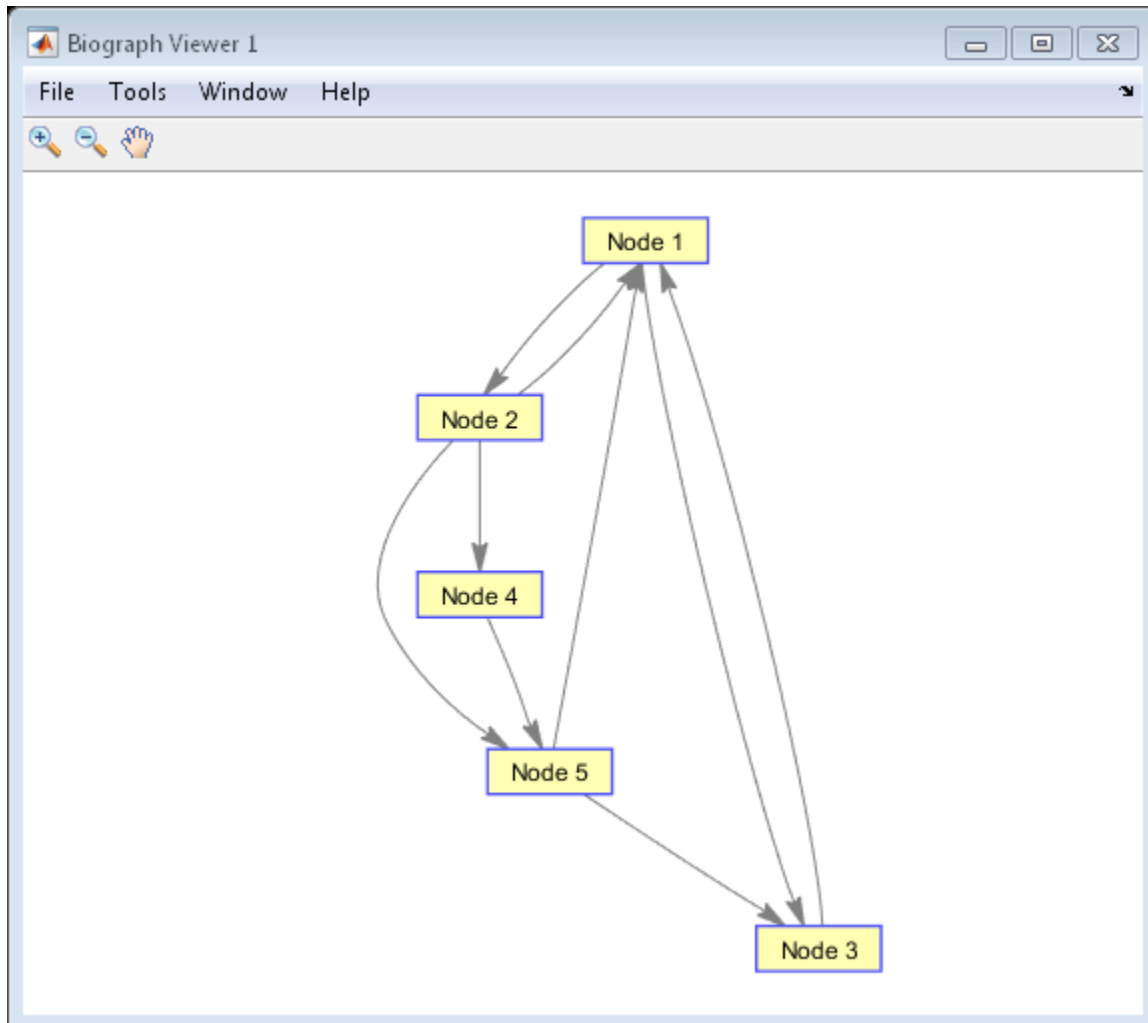 Biograph Viewer 1
File Tools Window Help
Node 1
Node 2
Node 4
Node 5
Node 3